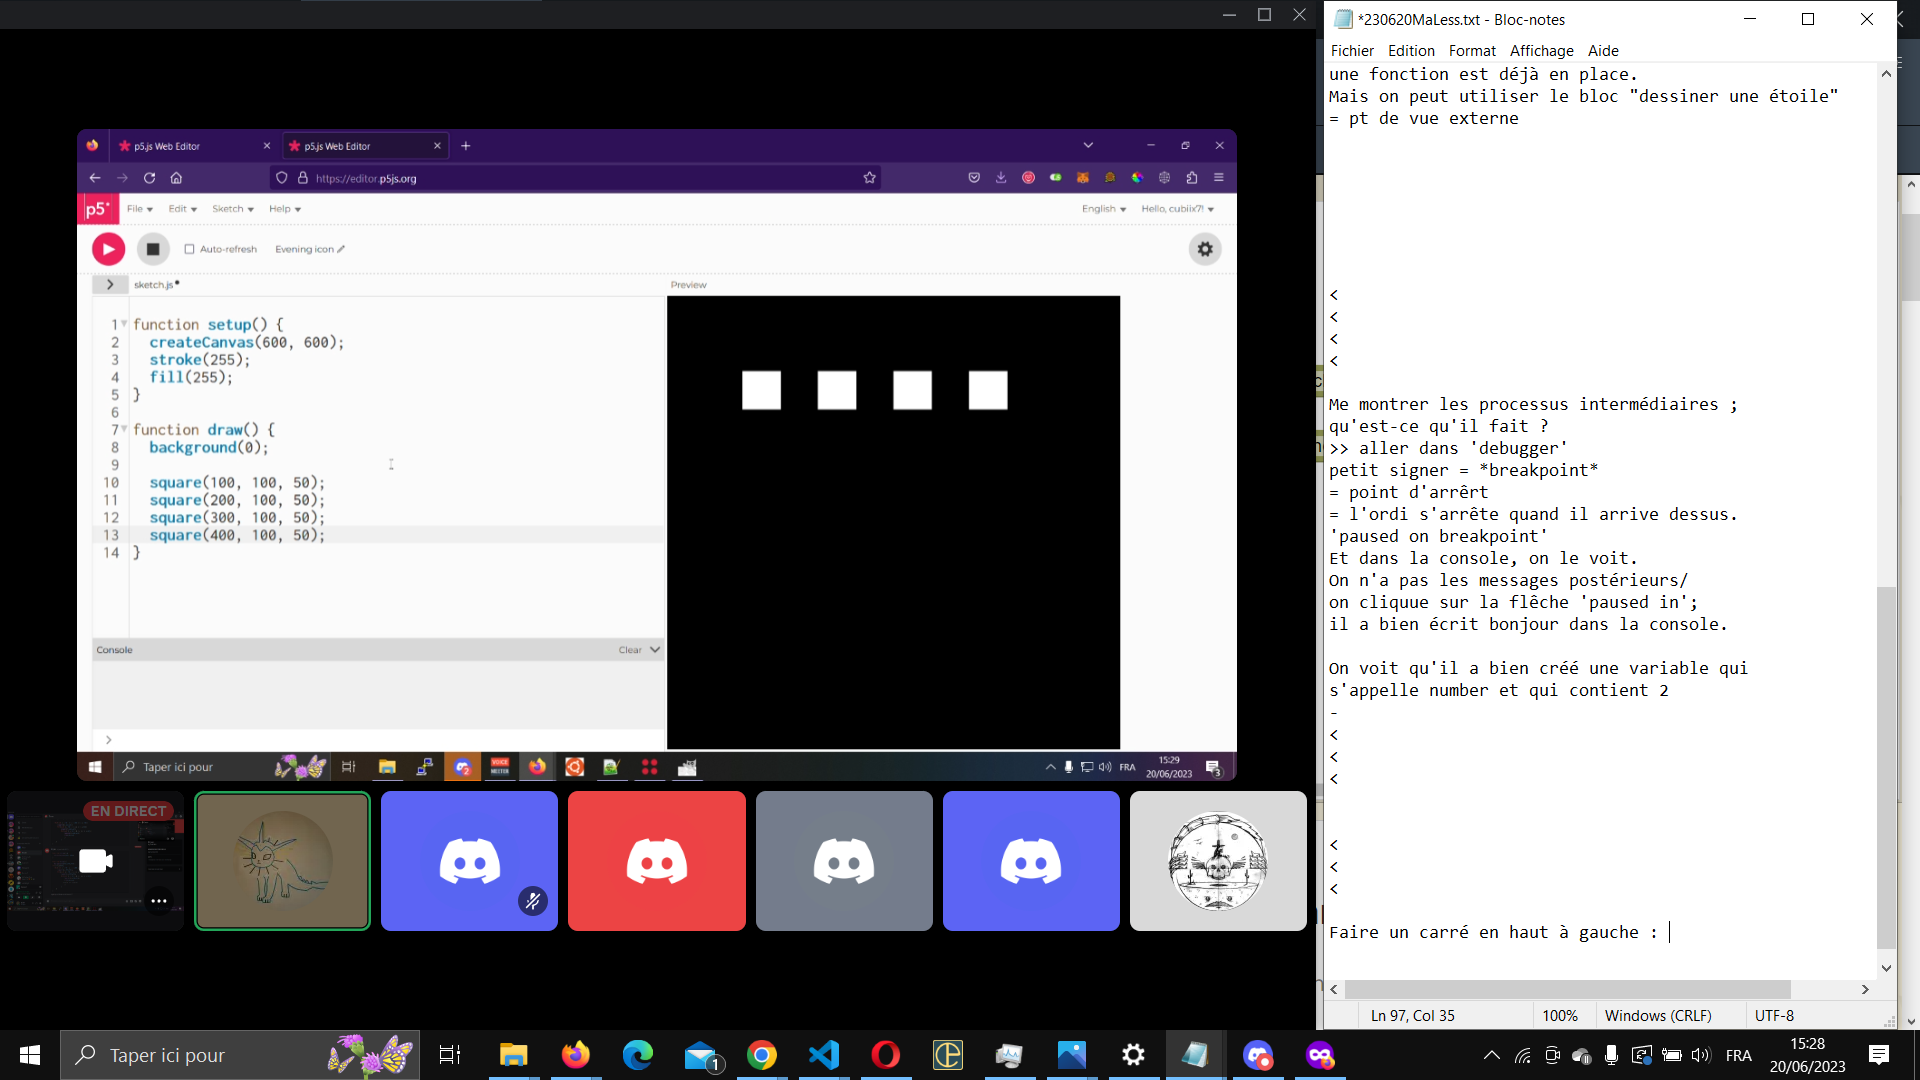 p5.js Web Editor
p5.js Web Editor
https://editor.p5js.org
p5*
File
Edit
Sketch
Help
English
Hello, cubiix7!
Auto-refresh
Evening icon
sketch.js
Preview
1 function setup() {
2 createCanvas(600, 600);
3 stroke(255);
4 fill(255);
5 }
6
7 function draw() {
8 background(0);
9
10 square(100, 100, 50);
11 square(200, 100, 50);
12 square(300, 100, 50);
13 square(400, 100, 50);
14 }
Console
Clear
>
Taper ici pour
VOICE MEETER
FRA
15:29
20/06/2023
3
EN DIRECT
*230620MaLess.txt - Bloc-notes
Fichier Edition Format Affichage Aide
une fonction est déjà en place.
Mais on peut utiliser le bloc "dessiner une étoile"
= pt de vue externe
<
<
<
<
Me montrer les processus intermédiaires ;
qu'est-ce qu'il fait ?
>> aller dans 'debugger'
petit signer = *breakpoint*
= point d'arrêrt
= l'ordi s'arrête quand il arrive dessus.
'paused on breakpoint'
Et dans la console, on le voit.
On n'a pas les messages postérieurs/
on cliquue sur la flêche 'paused in';
il a bien écrit bonjour dans la console.
On voit qu'il a bien créé une variable qui
s'appelle number et qui contient 2
-
<
<
<
<
<
<
Faire un carré en haut à gauche :
Ln 97, Col 35
100%
Windows (CRLF)
UTF-8
Taper ici pour
1
FRA
15:28
20/06/2023